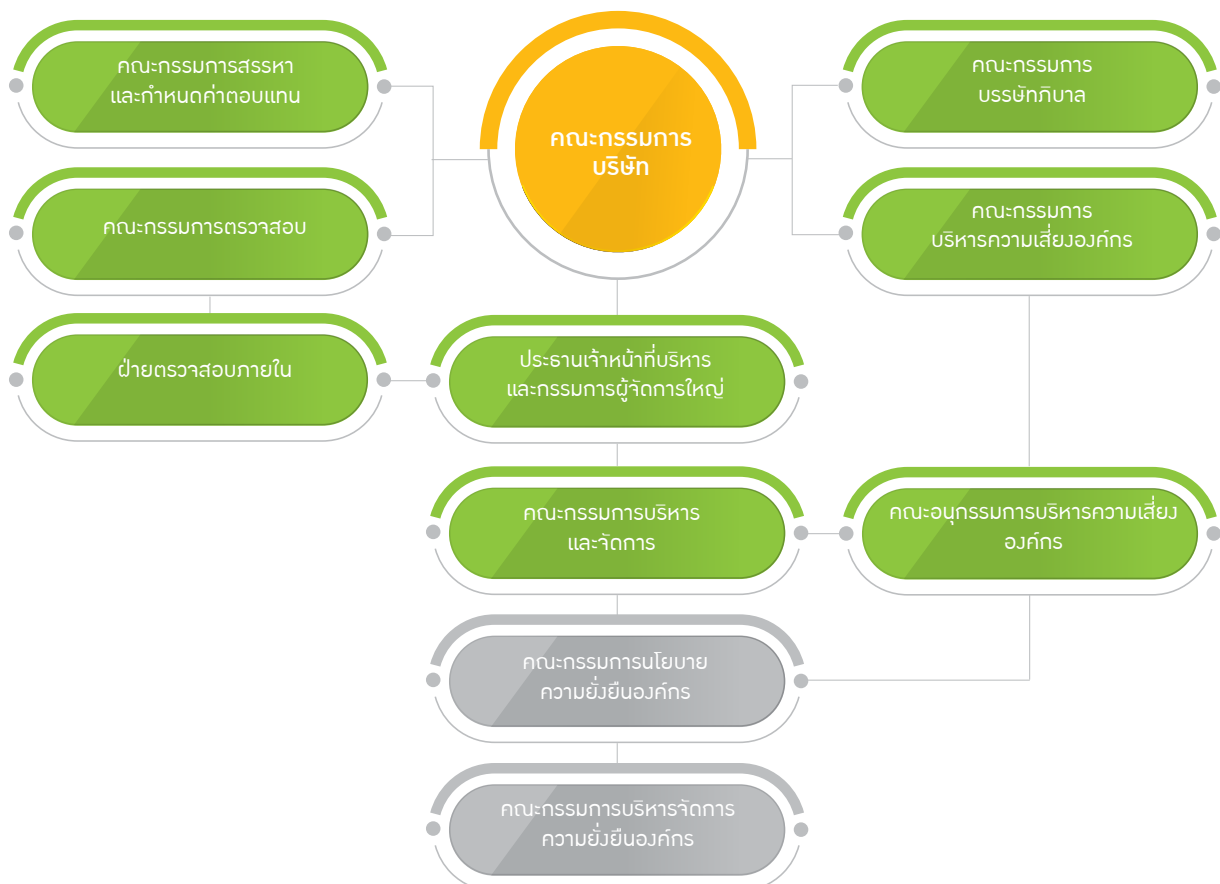 คณะกรรมการสรรหา
และกำหนดค่าตอบแทน
คณะกรรมการ
บริษัท
คณะกรรมการ
บรรษัทภิบาล
คณะกรรมการตรวจสอบ
คณะกรรมการ
บริหารความเสี่ยงองค์กร
ฝ่ายตรวจสอบภายใน
ประธานเจ้าหน้าที่บริหาร
และกรรมการผู้จัดการใหญ่
คณะกรรมการบริหาร
และจัดการ
คณะอนุกรรมการบริหารความเสี่ยง
องค์กร
คณะกรรมการนโยบาย
ความยั่งยืนองค์กร
คณะกรรมการบริหารจัดการ
ความยั่งยืนองค์กร